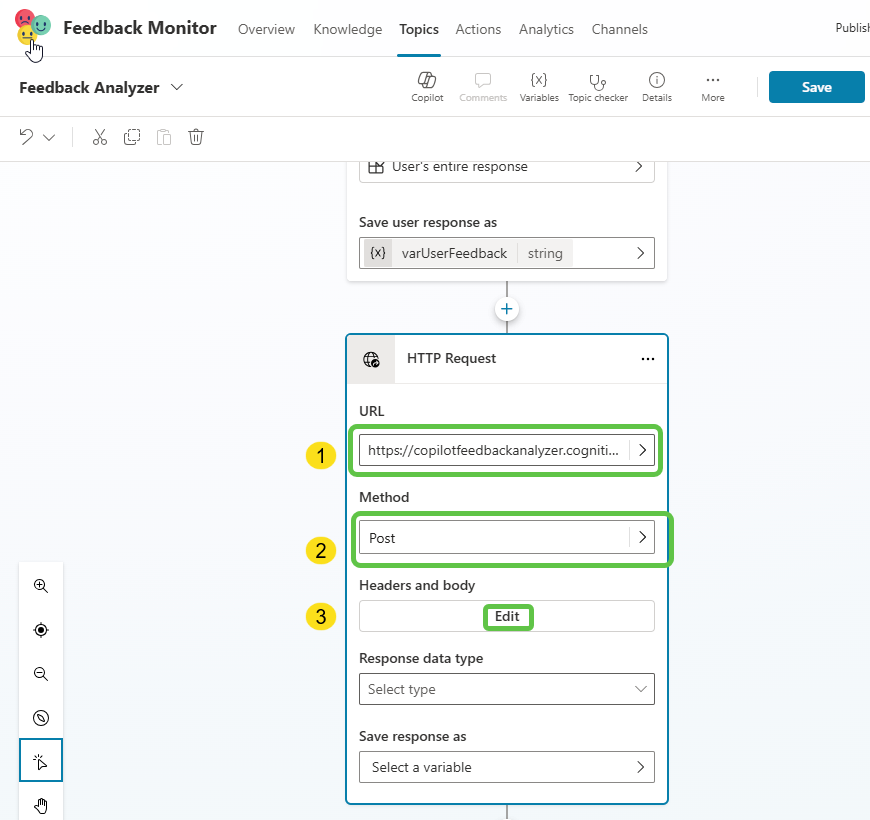 Feedback Monitor
Overview Knowledge Topics Actions Analytics Channels
Publis
Feedback Analyzer
Copilot Comments {x} Variables Topic checker Details More
Save
User's entire response
Save user response as
{x} varUserFeedback string
HTTP Request
URL
1 https://copilotfeedbackanalyzer.cogniti...
Method
2 Post
Headers and body
3 Edit
Response data type
Select type
Save response as
Select a variable